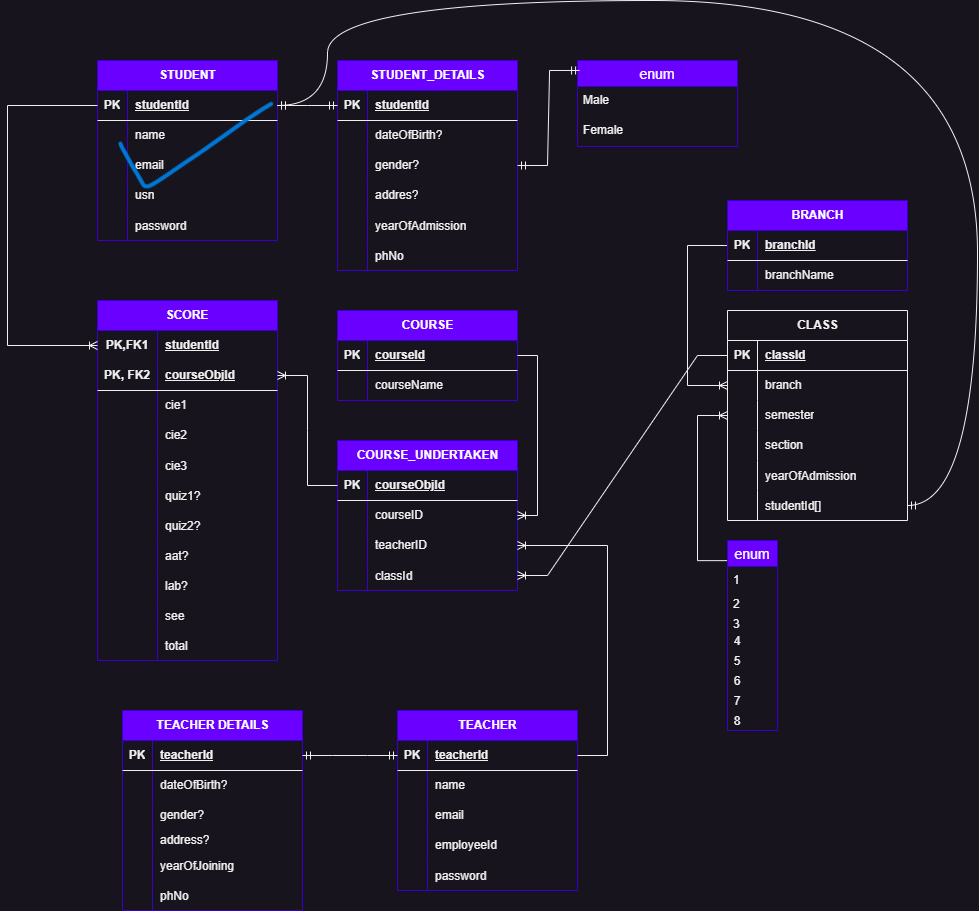 STUDENT
PK studentId
name
email
usn
password
STUDENT_DETAILS
PK studentId
dateOfBirth?
gender?
addres?
yearOfAdmission
phNo
enum
Male
Female
BRANCH
PK branchId
branchName
SCORE
PK,FK1 studentId
PK, FK2 courseObjId
cie1
cie2
cie3
quiz1?
quiz2?
aat?
lab?
see
total
COURSE
PK courseId
courseName
CLASS
PK classId
branch
semester
section
yearOfAdmission
studentId[]
COURSE_UNDERTAKEN
PK courseObjId
courseID
teacherID
classId
enum
1
2
3
4
5
6
7
8
TEACHER DETAILS
PK teacherId
dateOfBirth?
gender?
address?
yearOfJoining
phNo
TEACHER
PK teacherId
name
email
employeeId
password